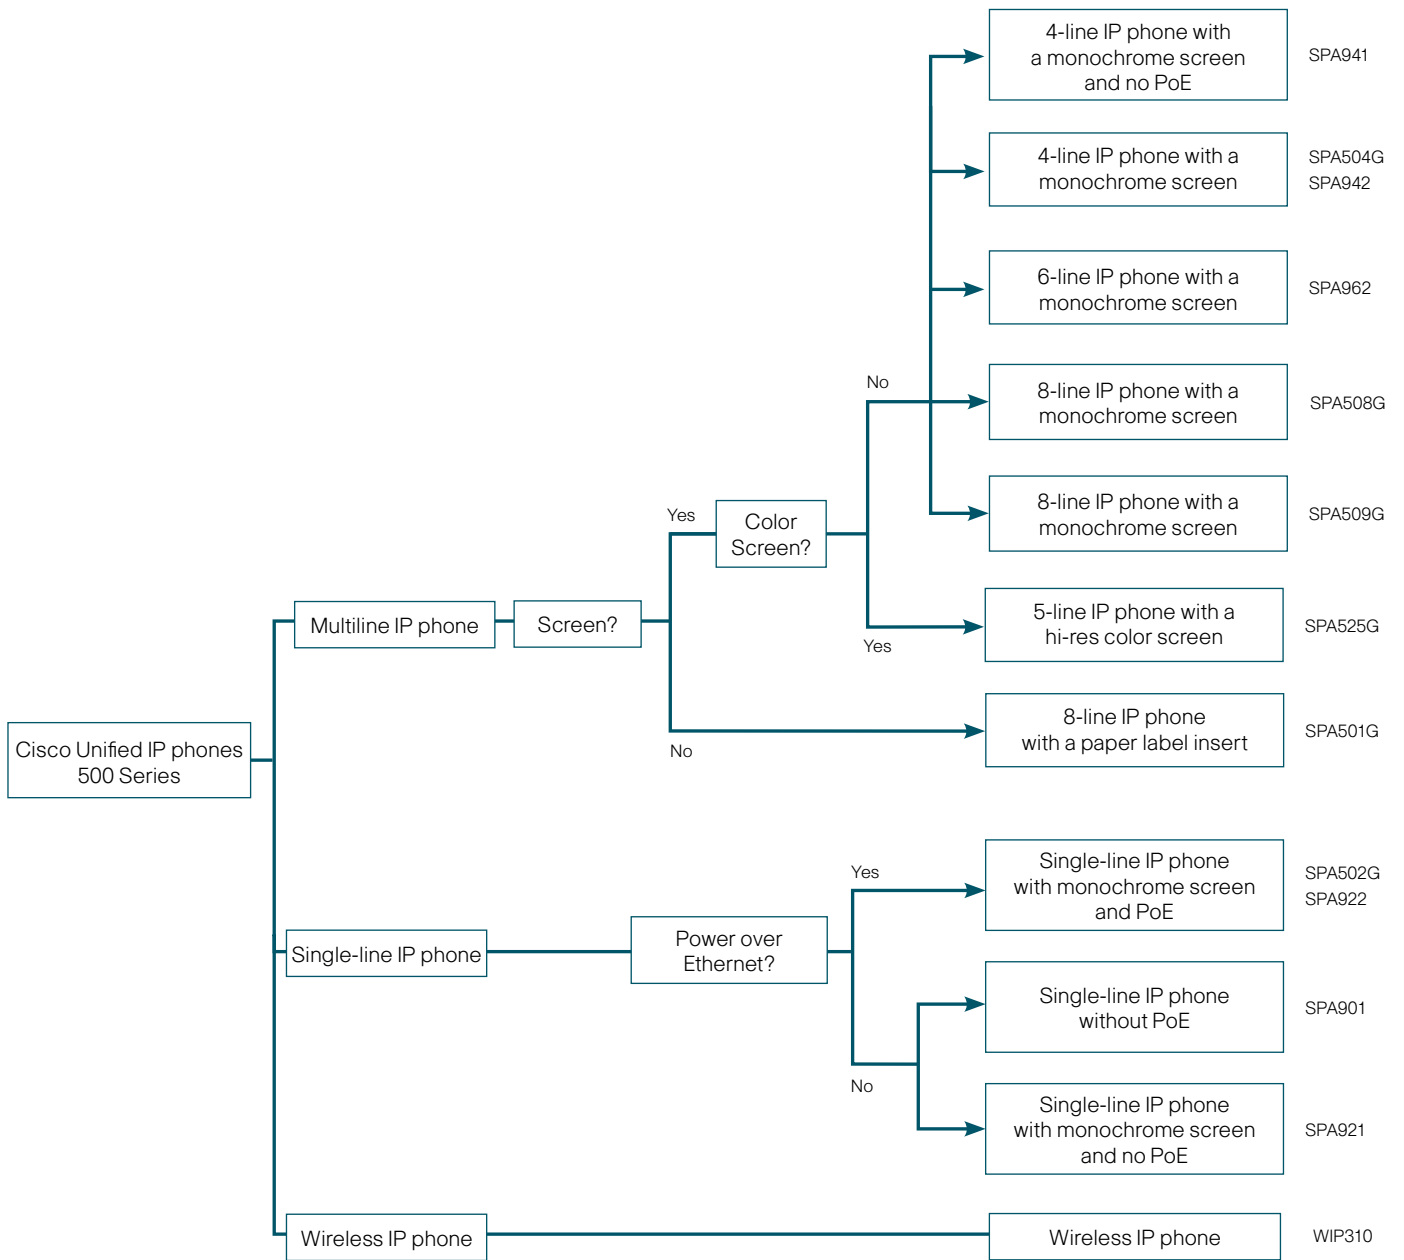 4-line IP phone with
a monochrome screen
and no PoE
SPA941
4-line IP phone with a
monochrome screen
SPA504G
SPA942
6-line IP phone with a
monochrome screen
SPA962
No
8-line IP phone with a
monochrome screen
SPA508G
Yes
Color
Screen?
8-line IP phone with a
monochrome screen
SPA509G
Multiline IP phone
Screen?
Yes
5-line IP phone with a
hi-res color screen
SPA525G
No
8-line IP phone
with a paper label insert
SPA501G
Cisco Unified IP phones
500 Series
Yes
Single-line IP phone
with monochrome screen
and PoE
SPA502G
SPA922
Single-line IP phone
Power over
Ethernet?
Single-line IP phone
without PoE
SPA901
No
Single-line IP phone
with monochrome screen
and no PoE
SPA921
Wireless IP phone
Wireless IP phone
WIP310